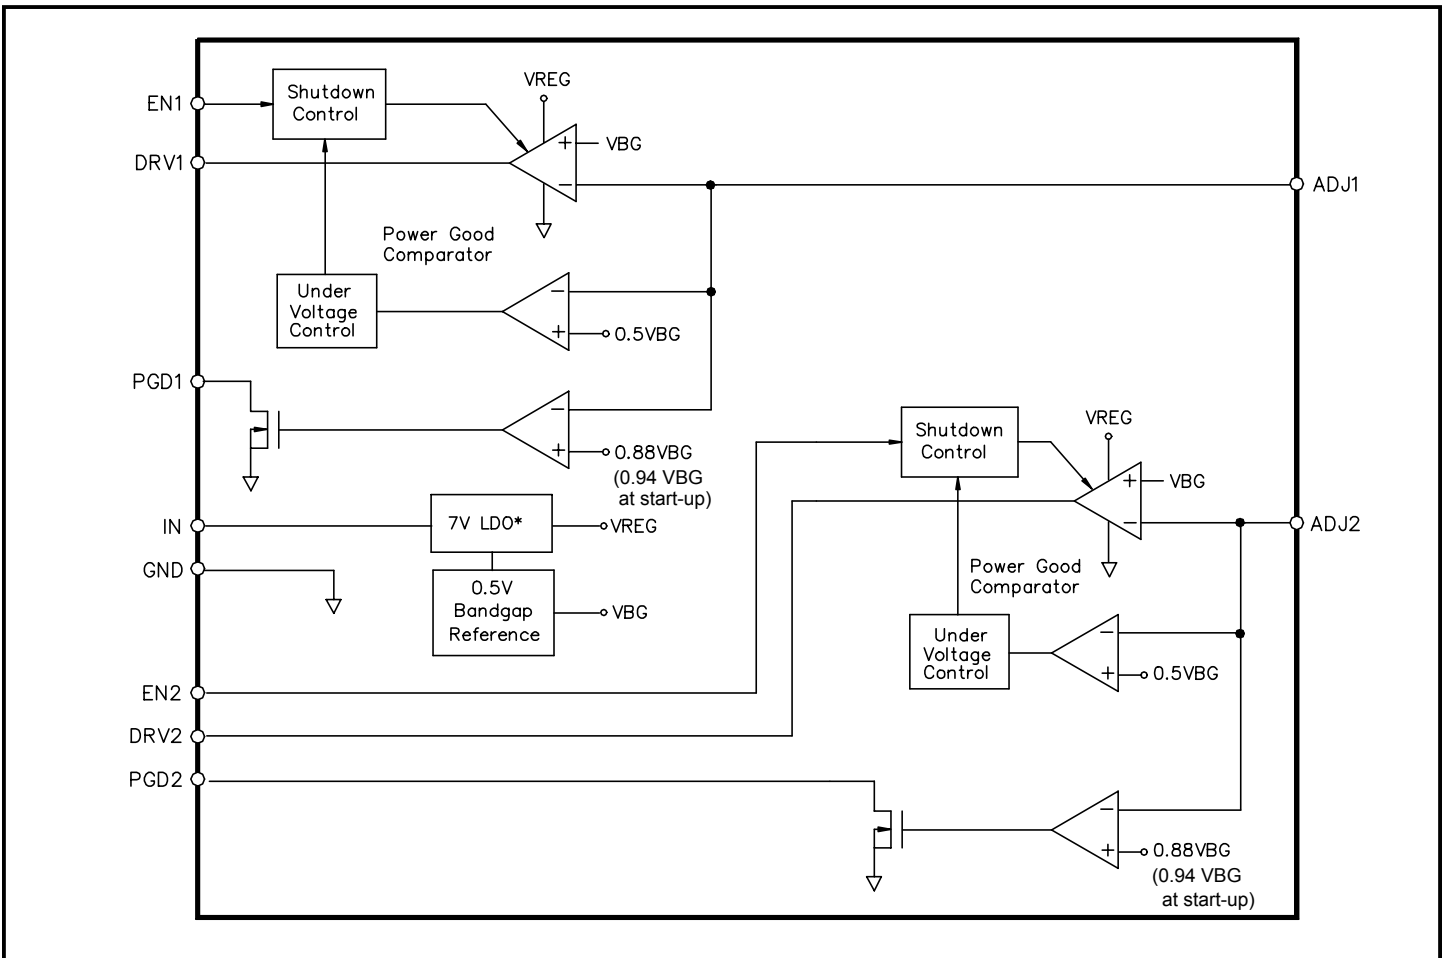 VREG
EN1
Shutdown
Control
+
VBG
DRV1
−
ADJ1
Power Good
Comparator
Under
Voltage
Control
−
+
0.5VBG
PGD1
−
+
0.88VBG
(0.94 VBG
at start-up)
IN
7V LDO*
VREG
GND
0.5V
Bandgap
Reference
VBG
VREG
Shutdown
Control
+
VBG
−
ADJ2
Power Good
Comparator
Under
Voltage
Control
−
+
0.5VBG
EN2
DRV2
PGD2
−
+
0.88VBG
(0.94 VBG
at start-up)